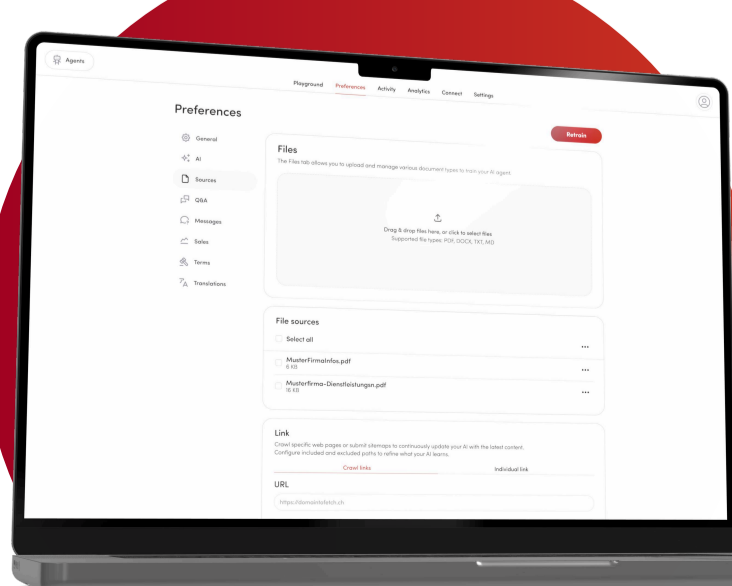 Agents
Playground Preferences Activity Analytics Connect Settings
Preferences
Retrain
General
AI
Sources
Q&A
Messages
Sales
Terms
Translations
Files
The Files tab allows you to upload and manage various document types to train your AI agent.
Drag & drop files here, or click to select files
Supported file types: PDF, DOCX, TXT, MD
File sources
Select all
MusterFirmaInfos.pdf
6 KB
Musterfirma-Dienstleistungsn.pdf
16 KB
Link
Crawl specific web pages or submit sitemaps to continuously update your AI with the latest content.
Configure included and excluded paths to refine what your AI learns.
Crawl links Individual link
URL
https://domaintofetch.ch